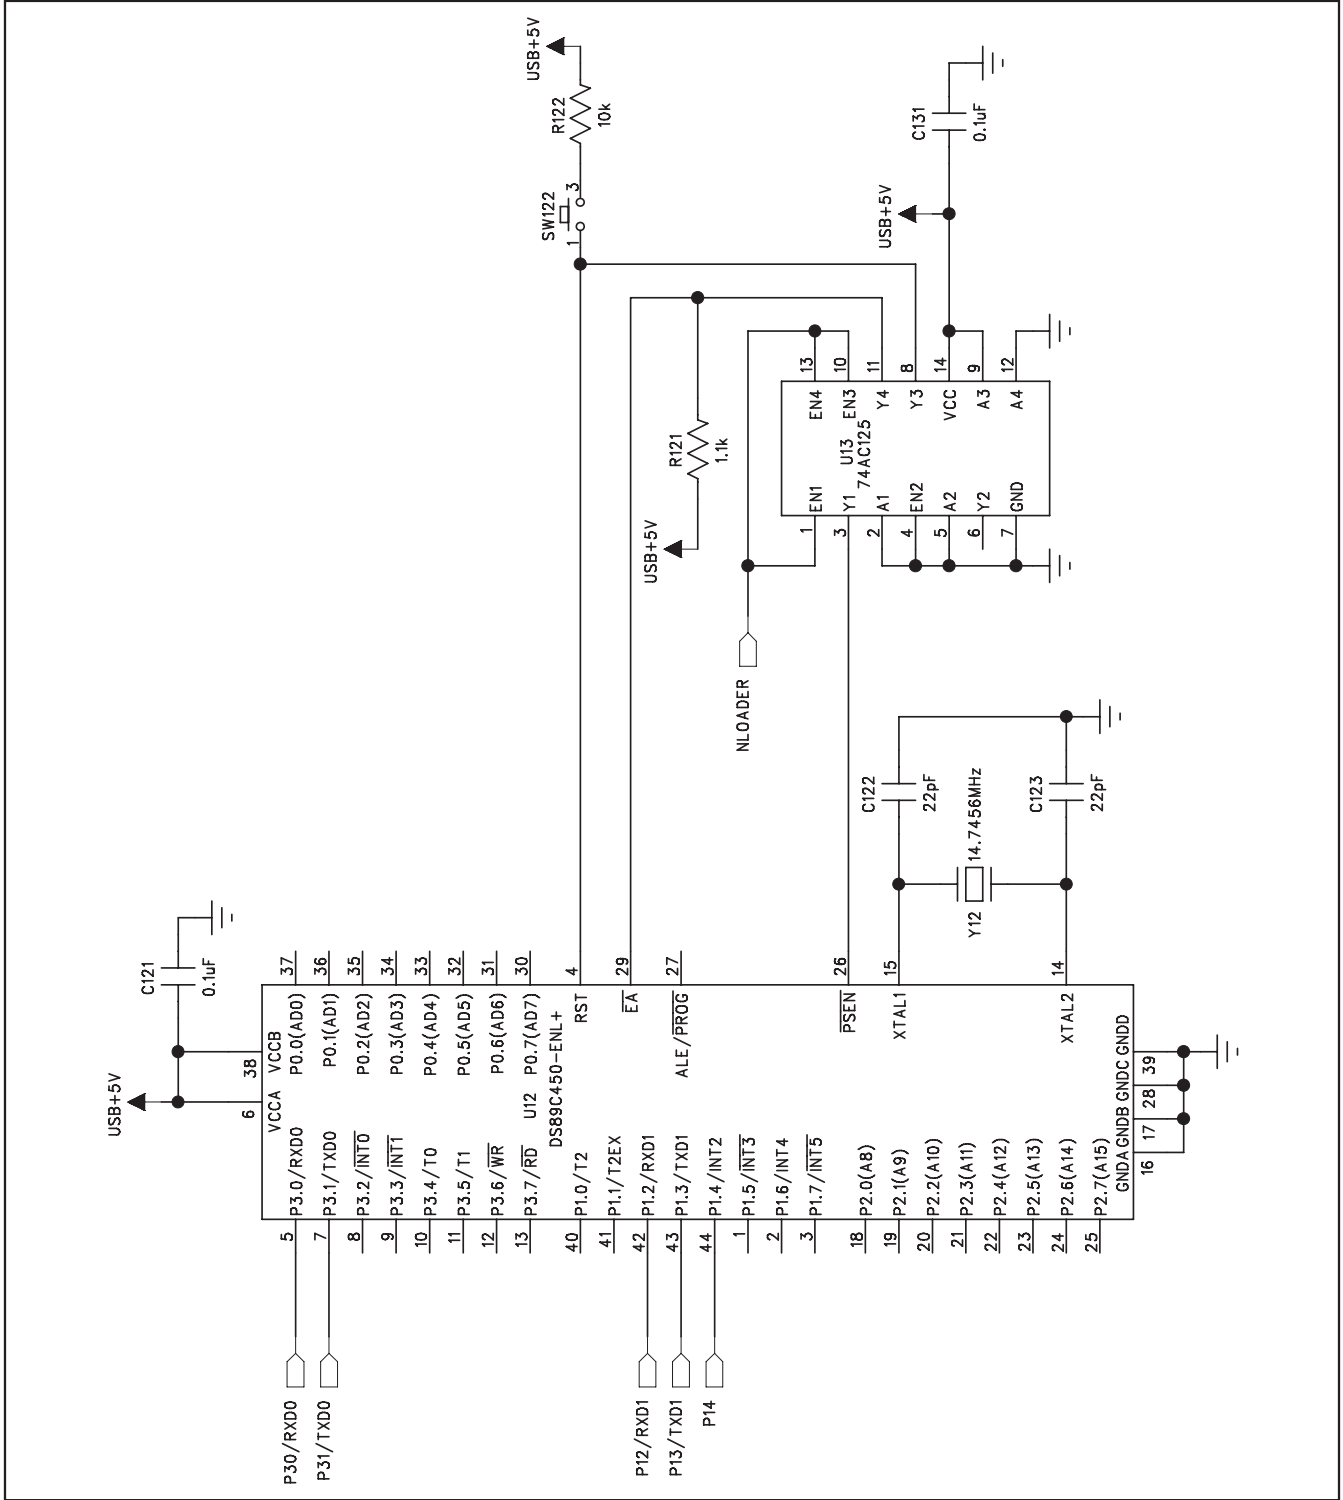 USB+5V
R122
10k
SW122
3
1
USB+5V
C131
0.1uF
R121
1.1k
USB+5V
NLOADER
13
10
11
8
14
9
12
EN4
EN3
Y4
Y3
VCC
A3
A4
U13
74AC125
EN1
Y1
A1
EN2
A2
Y2
GND
1
3
2
4
5
6
7
C122
22pF
Y12
14.7456MHz
C123
22pF
USB+5V
C121
0.1uF
6
VCCA
38
VCCB
37
36
35
34
33
32
31
30
4
29
27
26
15
14
P0.0(AD0)
P0.1(AD1)
P0.2(AD2)
P0.3(AD3)
P0.4(AD4)
P0.5(AD5)
P0.6(AD6)
P0.7(AD7)
RST
EA
ALE/PROG
PSEN
XTAL1
XTAL2
U12
DS89C450-ENL+
P3.0/RXD0
P3.1/TXD0
P3.2/INT0
P3.3/INT1
P3.4/T0
P3.5/T1
P3.6/WR
P3.7/RD
P1.0/T2
P1.1/T2EX
P1.2/RXD1
P1.3/TXD1
P1.4/INT2
P1.5/INT3
P1.6/INT4
P1.7/INT5
P2.0(A8)
P2.1(A9)
P2.2(A10)
P2.3(A11)
P2.4(A12)
P2.5(A13)
P2.6(A14)
P2.7(A15)
GNDA GNDB GNDC GNDD
16
17
28
39
5
7
8
9
10
11
12
13
40
41
42
43
44
1
2
3
18
19
20
21
22
23
24
25
P30/RXD0
P31/TXD0
P12/RXD1
P13/TXD1
P14